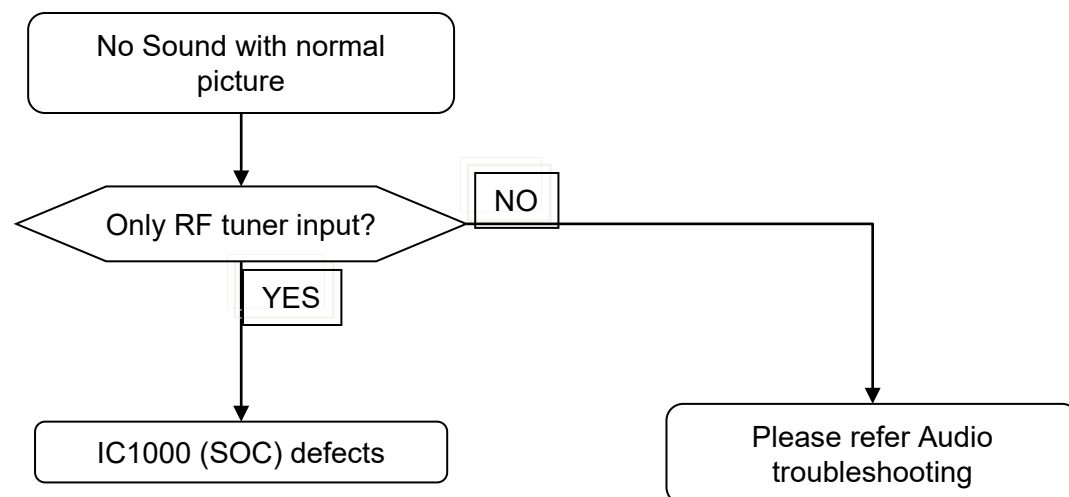 No Sound with normal
picture
Only RF tuner input?
NO
YES
IC1000 (SOC) defects
Please refer Audio
troubleshooting